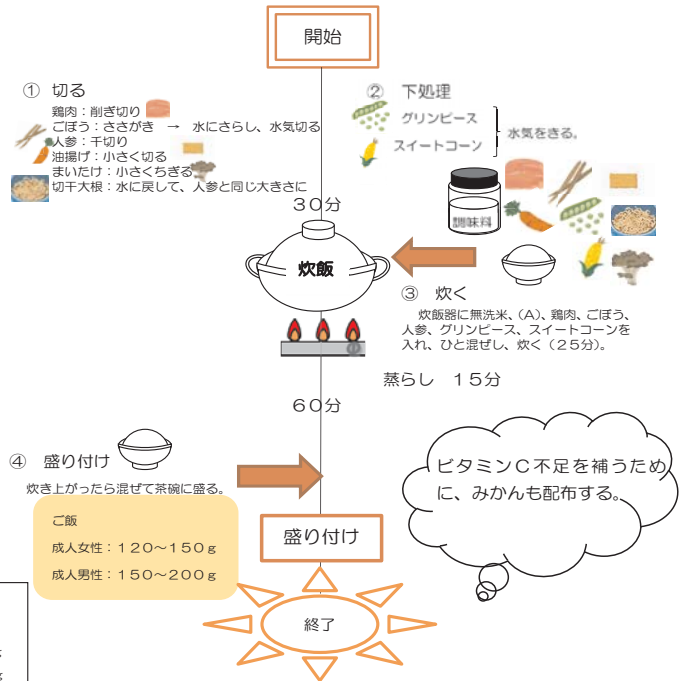 開始
① 切る
鶏肉：削ぎ切り
ごぼう：ささがき → 水にさらし、水気切る
人参：千切り
油揚げ：小さく切る
まいたけ：小さくちぎる
切干大根：水に戻して、人参と同じ大きさに
② 下処理
グリンピース
スイートコーン
水気をきる。
調味料
30分
炊飯
③ 炊く
炊飯器に無洗米、(A)、鶏肉、ごぼう、
人参、グリンピース、スイートコーンを
入れ、ひと混ぜし、炊く（25分）。
蒸らし 15分
60分
④ 盛り付け
炊き上がったら混ぜて茶碗に盛る。
ご飯
成人女性：120～150g
成人男性：150～200g
ビタミンC不足を補うため
に、みかんも配布する。
盛り付け
終了